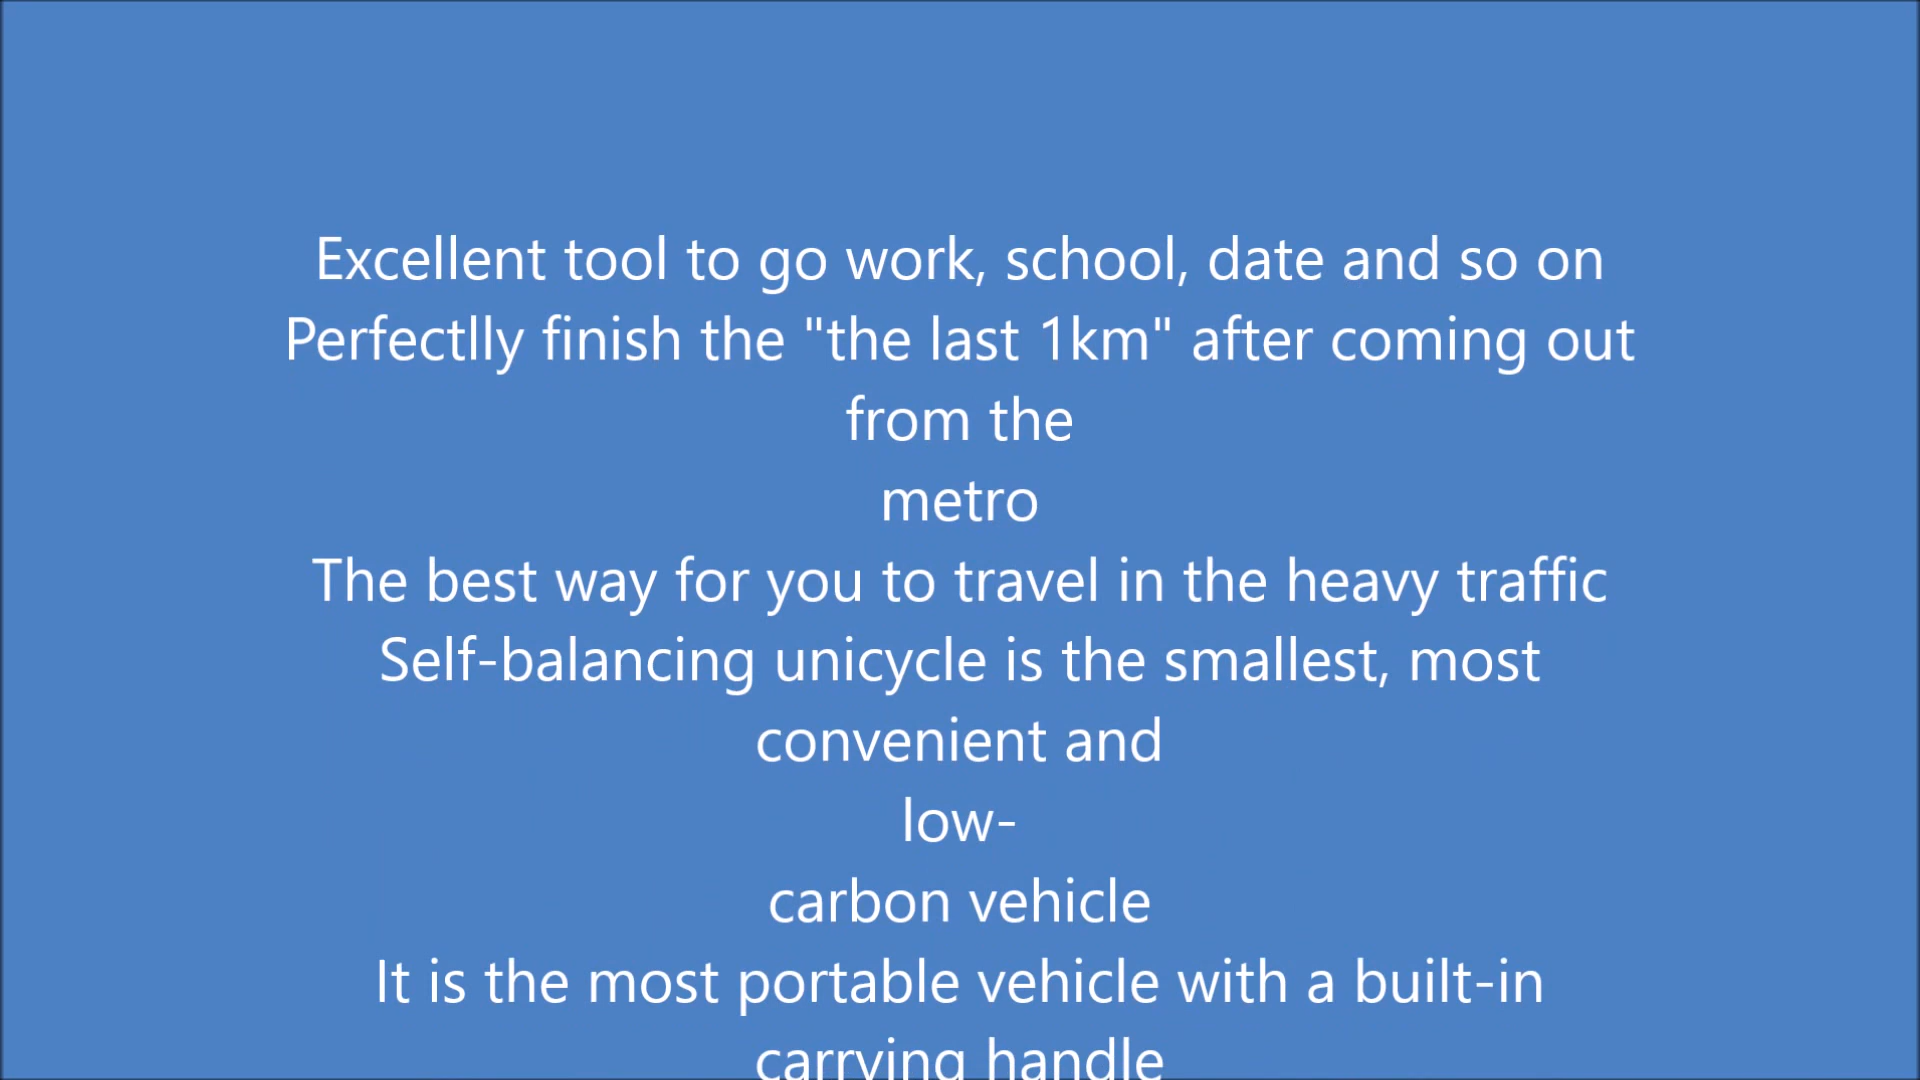 Excellent tool to go work, school, date and so on
Perfectlly finish the "the last 1km" after coming out
from the
metro
The best way for you to travel in the heavy traffic
Self-balancing unicycle is the smallest, most
convenient and
low-
carbon vehicle
It is the most portable vehicle with a built-in
carrying handle